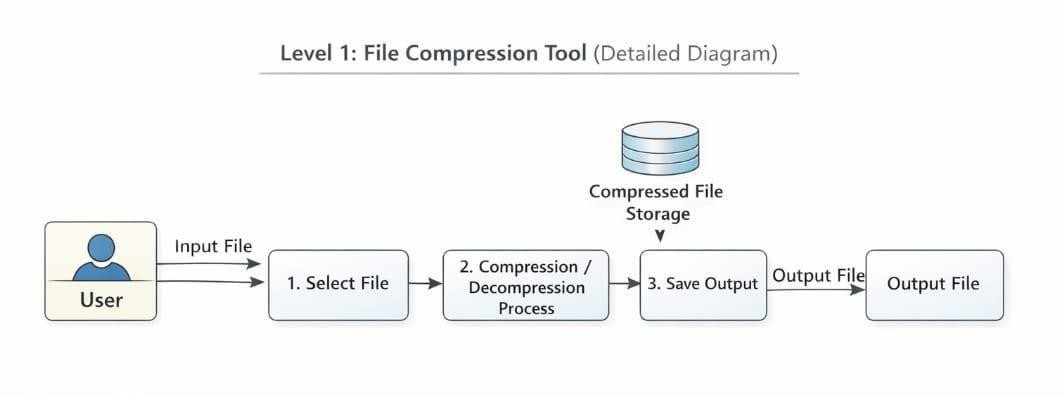 Level 1: File Compression Tool (Detailed Diagram)
Compressed File
Storage
Input File
User
1. Select File
2. Compression /
Decompression
Process
3. Save Output
Output File
Output File